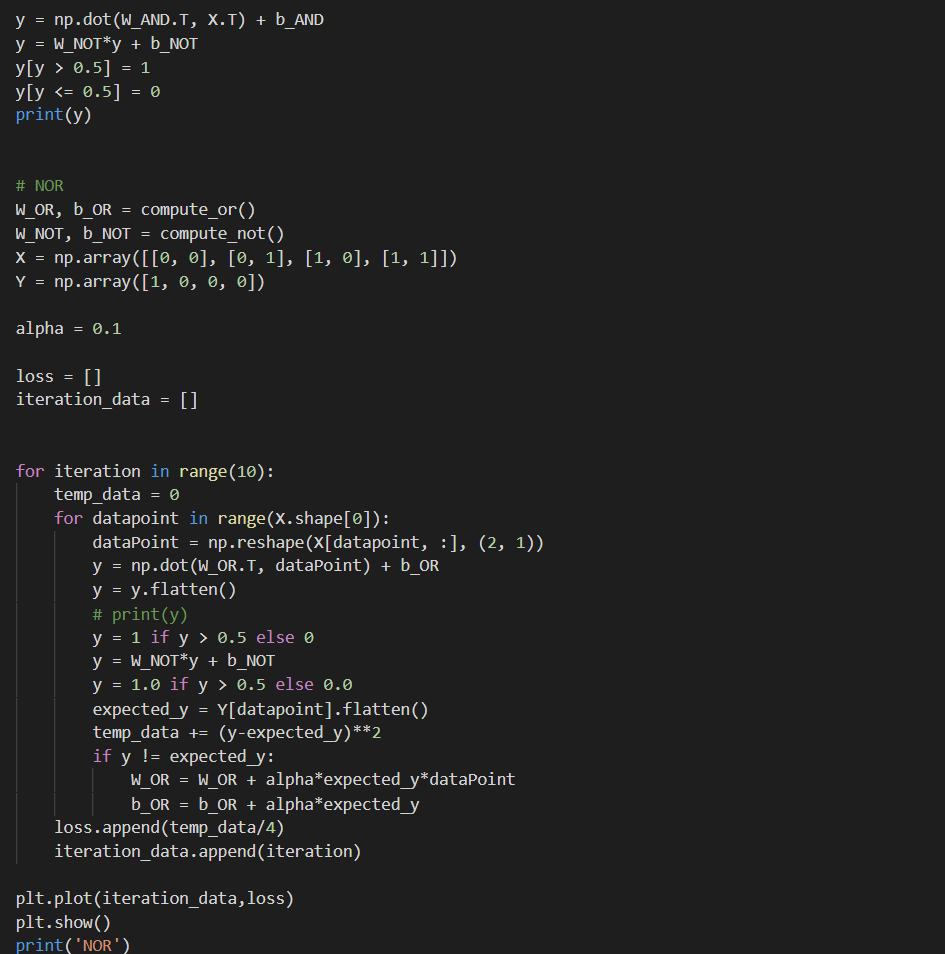 y = np.dot(W_AND.T, X.T) + b_AND
y = W_NOT*y + b_NOT
y[y > 0.5] = 1
y[y <= 0.5] = 0
print(y)
# NOR
W_OR, b_OR = compute_or()
W_NOT, b_NOT = compute_not()
X = np.array([[0, 0], [0, 1], [1, 0], [1, 1]])
Y = np.array([1, 0, 0, 0])
alpha = 0.1
loss = []
iteration_data = []
for iteration in range(10):
    temp_data = 0
    for datapoint in range(X.shape[0]):
        dataPoint = np.reshape(X[datapoint, :], (2, 1))
        y = np.dot(W_OR.T, dataPoint) + b_OR
        y = y.flatten()
        # print(y)
        y = 1 if y > 0.5 else 0
        y = W_NOT*y + b_NOT
        y = 1.0 if y > 0.5 else 0.0
        expected_y = Y[datapoint].flatten()
        temp_data += (y-expected_y)**2
        if y != expected_y:
            W_OR = W_OR + alpha*expected_y*dataPoint
            b_OR = b_OR + alpha*expected_y
    loss.append(temp_data/4)
    iteration_data.append(iteration)
plt.plot(iteration_data,loss)
plt.show()
print('NOR')